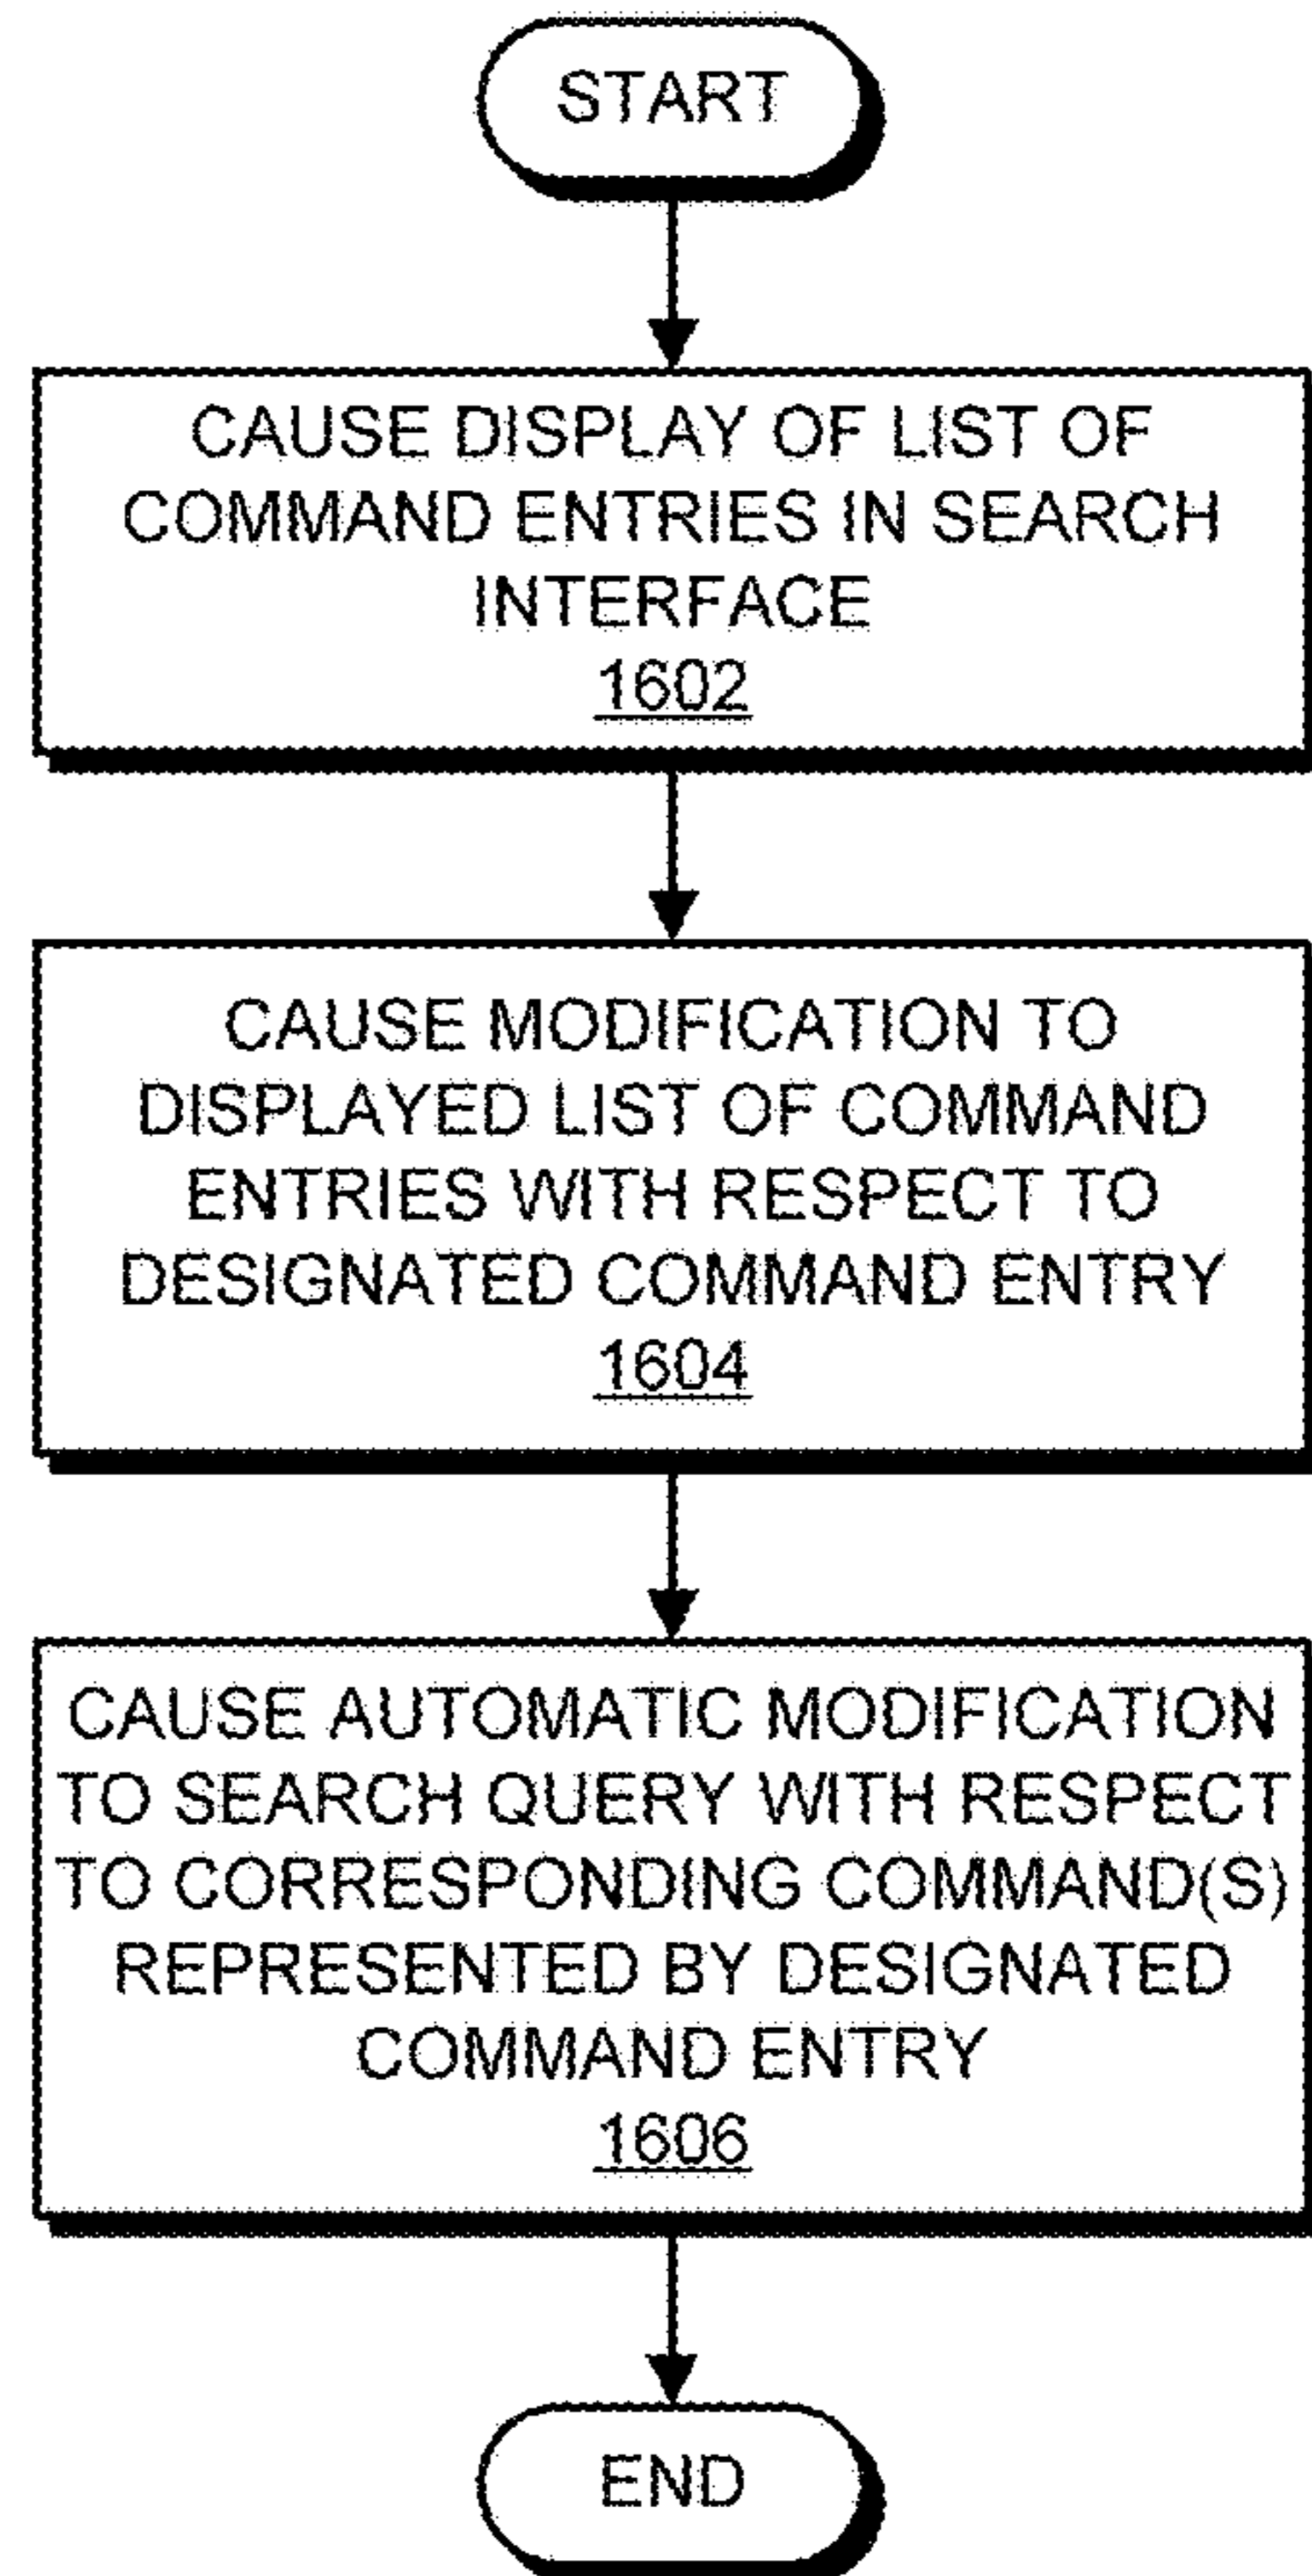 START
CAUSE DISPLAY OF LIST OF
COMMAND ENTRIES IN SEARCH
INTERFACE
1602
CAUSE MODIFICATION TO
DISPLAYED LIST OF COMMAND
ENTRIES WITH RESPECT TO
DESIGNATED COMMAND ENTRY
1604
CAUSE AUTOMATIC MODIFICATION
TO SEARCH QUERY WITH RESPECT
TO CORRESPONDING COMMAND(S)
REPRESENTED BY DESIGNATED
COMMAND ENTRY
1606
END